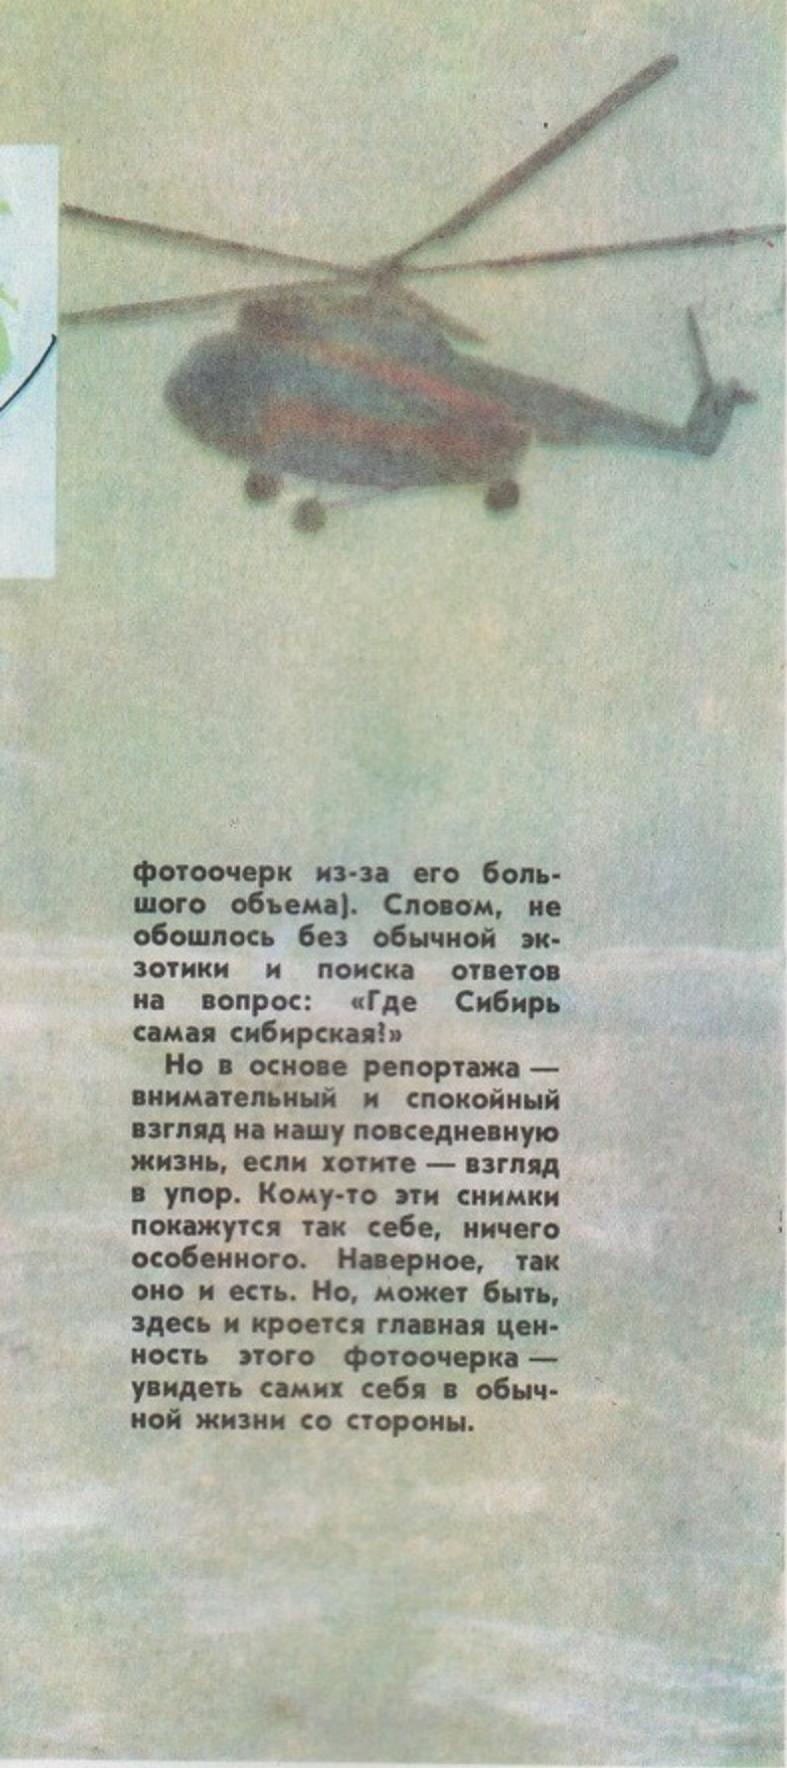 фотоочерк из-за его боль-
шого объема). Словом, не
обошлось без обычной эк-
зотики и поиска ответов
на вопрос: «Где Сибирь
самая сибирская?»
Но в основе репортажа —
внимательный и спокойный
взгляд на нашу повседневную
жизнь, если хотите — взгляд
в упор. Кому-то эти снимки
покажутся так себе, ничего
особенного. Наверное, так
оно и есть. Но, может быть,
здесь и кроется главная цен-
ность этого фотоочерка —
увидеть самих себя в обыч-
ной жизни со стороны.